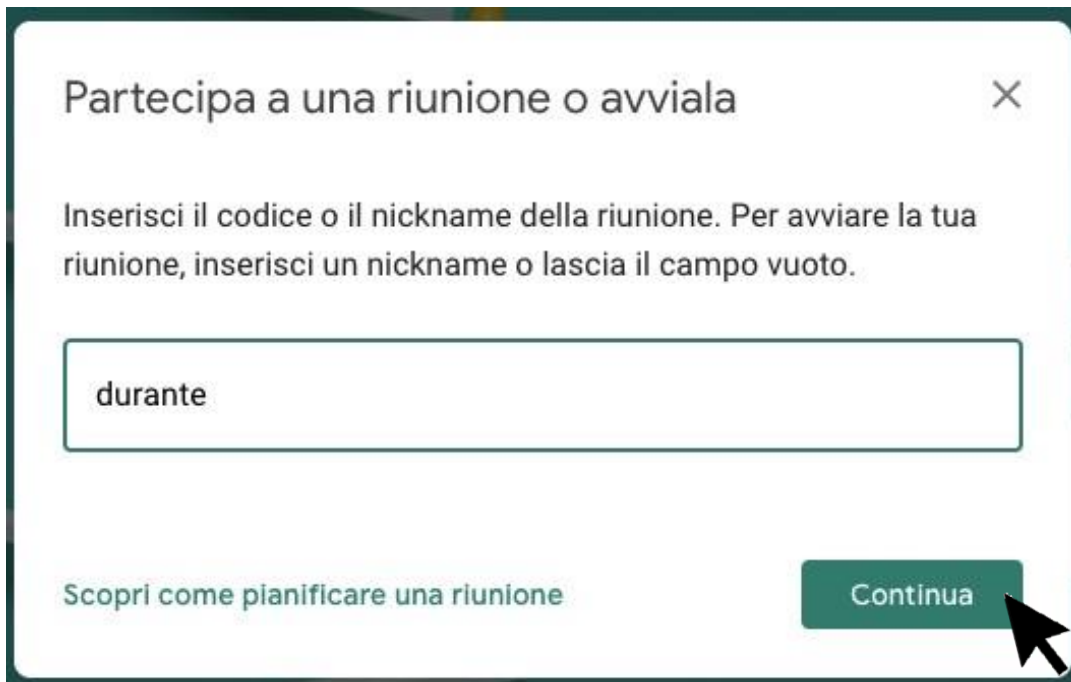 Partecipa a una riunione o avviala
Inserisci il codice o il nickname della riunione. Per avviare la tua
riunione, inserisci un nickname o lascia il campo vuoto.
durante
Scopri come pianificare una riunione
Continua